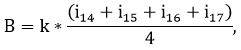 B = k * (i₁₄ + i₁₅ + i₁₆ + i₁₇) / 4,